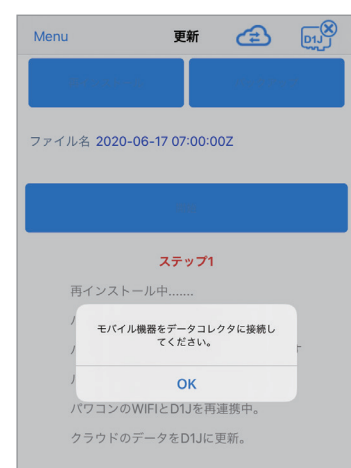 Menu
更新
D1J
ファイル名 2020-06-17 07:00:00Z
ステップ1
再インストール中.......
モバイル機器をデータコレクタに接続し
てください。
OK
パワコンのWIFIとD1Jを再連携中。
クラウドのデータをD1Jに更新。